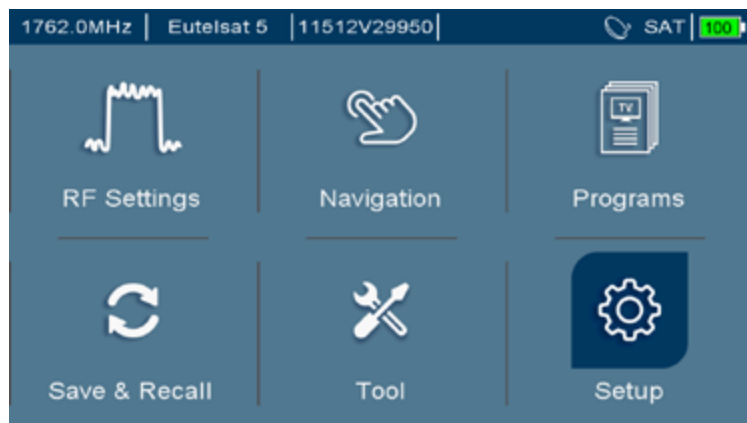 1762.0MHz Eutelsat 5 11512V29950 SAT 100
TV
RF Settings Navigation Programs
Save & Recall Tool Setup